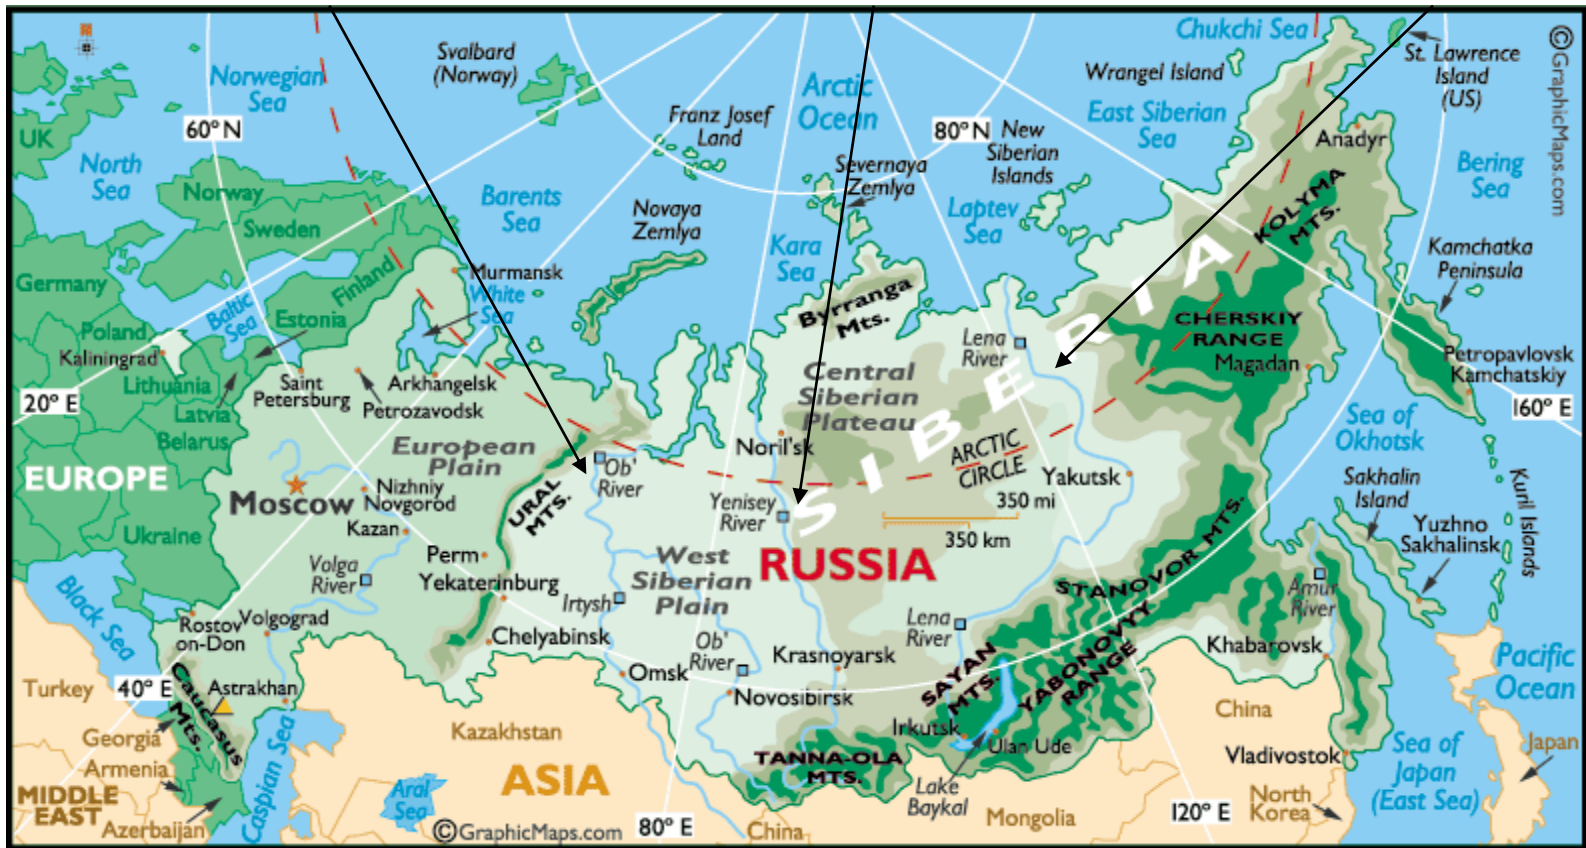 Chukchi Sea
©GraphicMaps.com
Svalbard
(Norway)
St. Lawrence
Island
(US)
Norwegian
Sea
Wrangel Island
Arctic
Ocean
East Siberian
Sea
Franz Josef
Land
60° N
80° N
New
Siberian
Islands
UK
Anadyr
North
Sea
Severnaya
Zemlya
Bering
Sea
Norway
Barents
Sea
Novaya
Zemlya
Laptev
Sea
KOLYMA
MTS.
Sweden
Kara
Sea
Kamchatka
Peninsula
Germany
Finland
Murmansk
White
Sea
Byrranga
Mts.
Baltic
Sea
Estonia
Poland
Kaliningrad
Lena
River
CHERSKIY
RANGE
Magadan
Petropavlovsk
Kamchatskiy
Lithuania
Saint
Petersburg
Arkhangelsk
Petrozavodsk
Central
Siberian
Plateau
SIBERIA
20° E
Latvia
Belarus
160° E
Sea of
Okhotsk
European
Plain
Noril'sk
ARCTIC
CIRCLE
EUROPE
Moscow
Nizhniy
Novgorod
Kazan
URAL
MTS.
Ob'
River
Yenisey
River
350 mi
350 km
Yakutsk
Sakhalin
Island
Kuril Islands
Ukraine
Yuzhno
Sakhalinsk
Volga
River
Perm
Yekaterinburg
West
Siberian
Plain
RUSSIA
STANOVOR MTS.
Amur
River
Black Sea
Irtysh
Rostov
on-Don
Volgograd
Chelyabinsk
Ob'
River
Lena
River
Khabarovsk
Krasnoyarsk
Omsk
SAYAN
MTS.
YABONOVYY
RANGE
Pacific
Ocean
Turkey
40° E
Astrakhan
Novosibirsk
Caucasus
Mts.
Irkutsk
Ulan Ude
China
Georgia
Kazakhstan
Vladivostok
Sea of
Japan
(East Sea)
Japan
Armenia
Caspian Sea
ASIA
TANNA-OLA
MTS.
Lake
Baykal
MIDDLE
EAST
Aral
Sea
Mongolia
120° E
North
Korea
Azerbaijan
©GraphicMaps.com
80° E
China